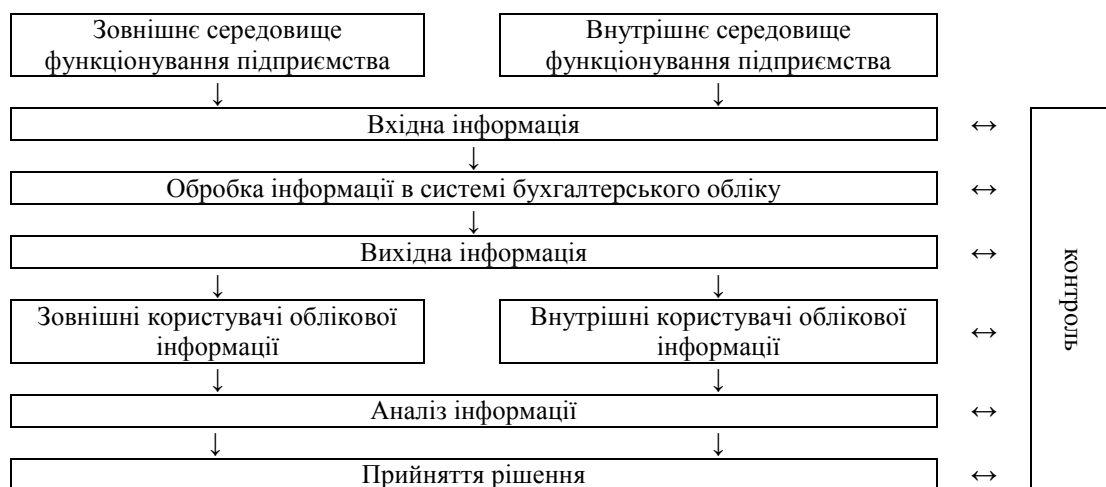 Зовнішнє середовище
функціонування підприємства
Внутрішнє середовище
функціонування підприємства
↓ ↓
Вхідна інформація ↔
↓
Обробка інформації в системі бухгалтерського обліку ↔
↓
Вихідна інформація ↔
↓ ↓
Зовнішні користувачі облікової
інформації
Внутрішні користувачі облікової
інформації
↔
↓ ↓
Аналіз інформації ↔
↓ ↓
Прийняття рішення ↔
контроль